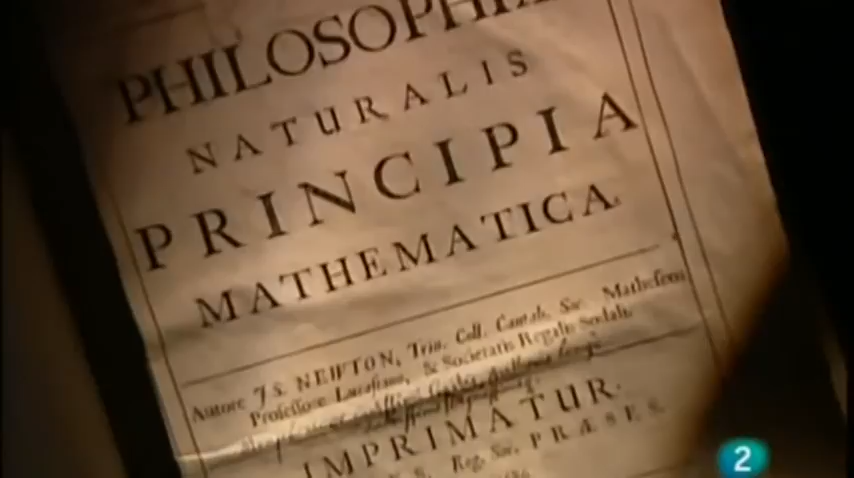 PHILOSOPHIÆ
NATURALIS
PRINCIPIA
MATHEMATICA.
Autore JS. NEWTON, Trin. Coll. Cantab. Soc. Matheseos
Professore Lucasiano, & Societatis Regalis Sodali.
IMPRIMATUR.
Reg. Soc. PRÆSES.
2